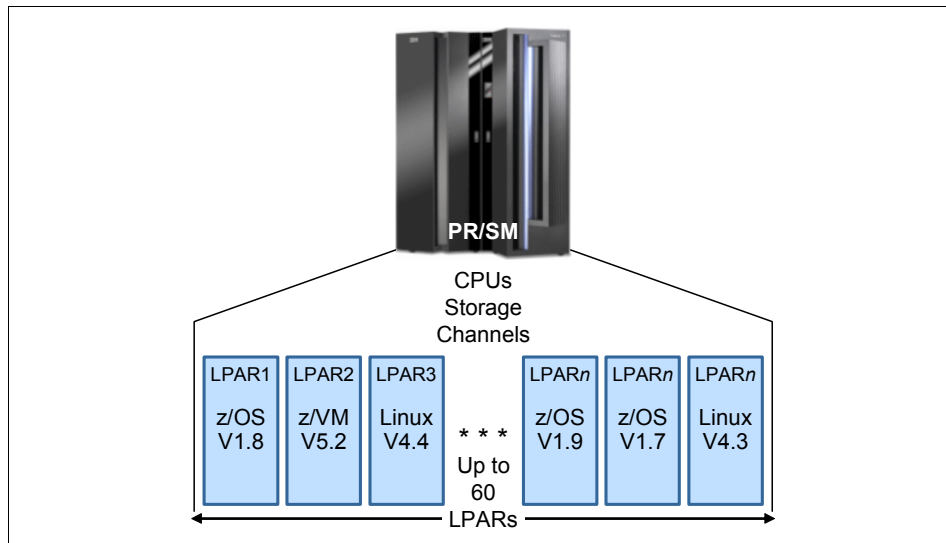 PR/SM
CPUs
Storage
Channels
LPAR1
z/OS
V1.8
LPAR2
z/VM
V5.2
LPAR3
Linux
V4.4
* * *
Up to
60
LPARs
LPARn
z/OS
V1.9
LPARn
z/OS
V1.7
LPARn
Linux
V4.3